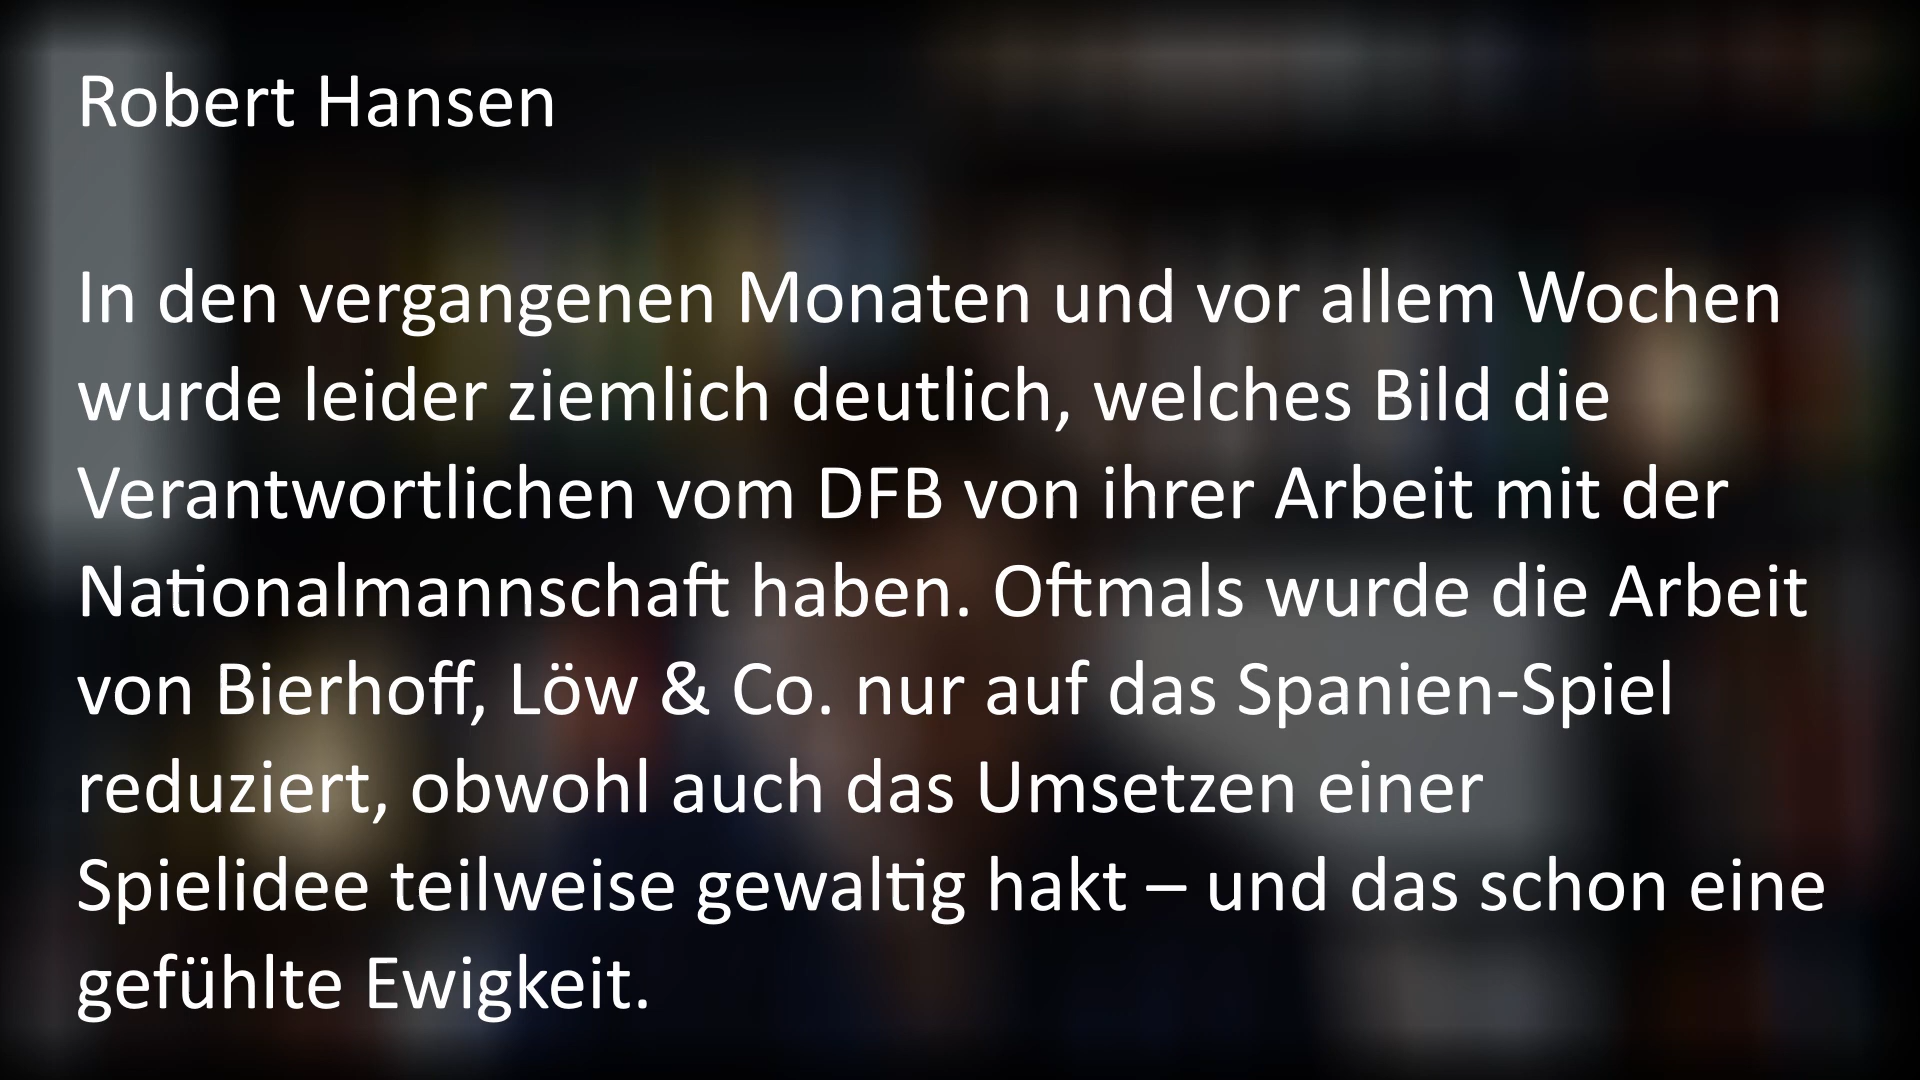 Robert Hansen
In den vergangenen Monaten und vor allem Wochen
wurde leider ziemlich deutlich, welches Bild die
Verantwortlichen vom DFB von ihrer Arbeit mit der
Nationalmannschaft haben. Oftmals wurde die Arbeit
von Bierhoff, Löw & Co. nur auf das Spanien-Spiel
reduziert, obwohl auch das Umsetzen einer
Spielidee teilweise gewaltig hakt – und das schon eine
gefühlte Ewigkeit.